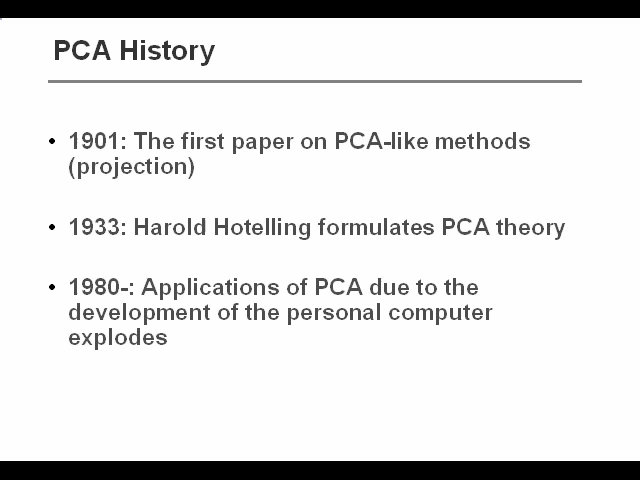 PCA History
• 1901: The first paper on PCA-like methods
(projection)
• 1933: Harold Hotelling formulates PCA theory
• 1980-: Applications of PCA due to the
development of the personal computer
explodes